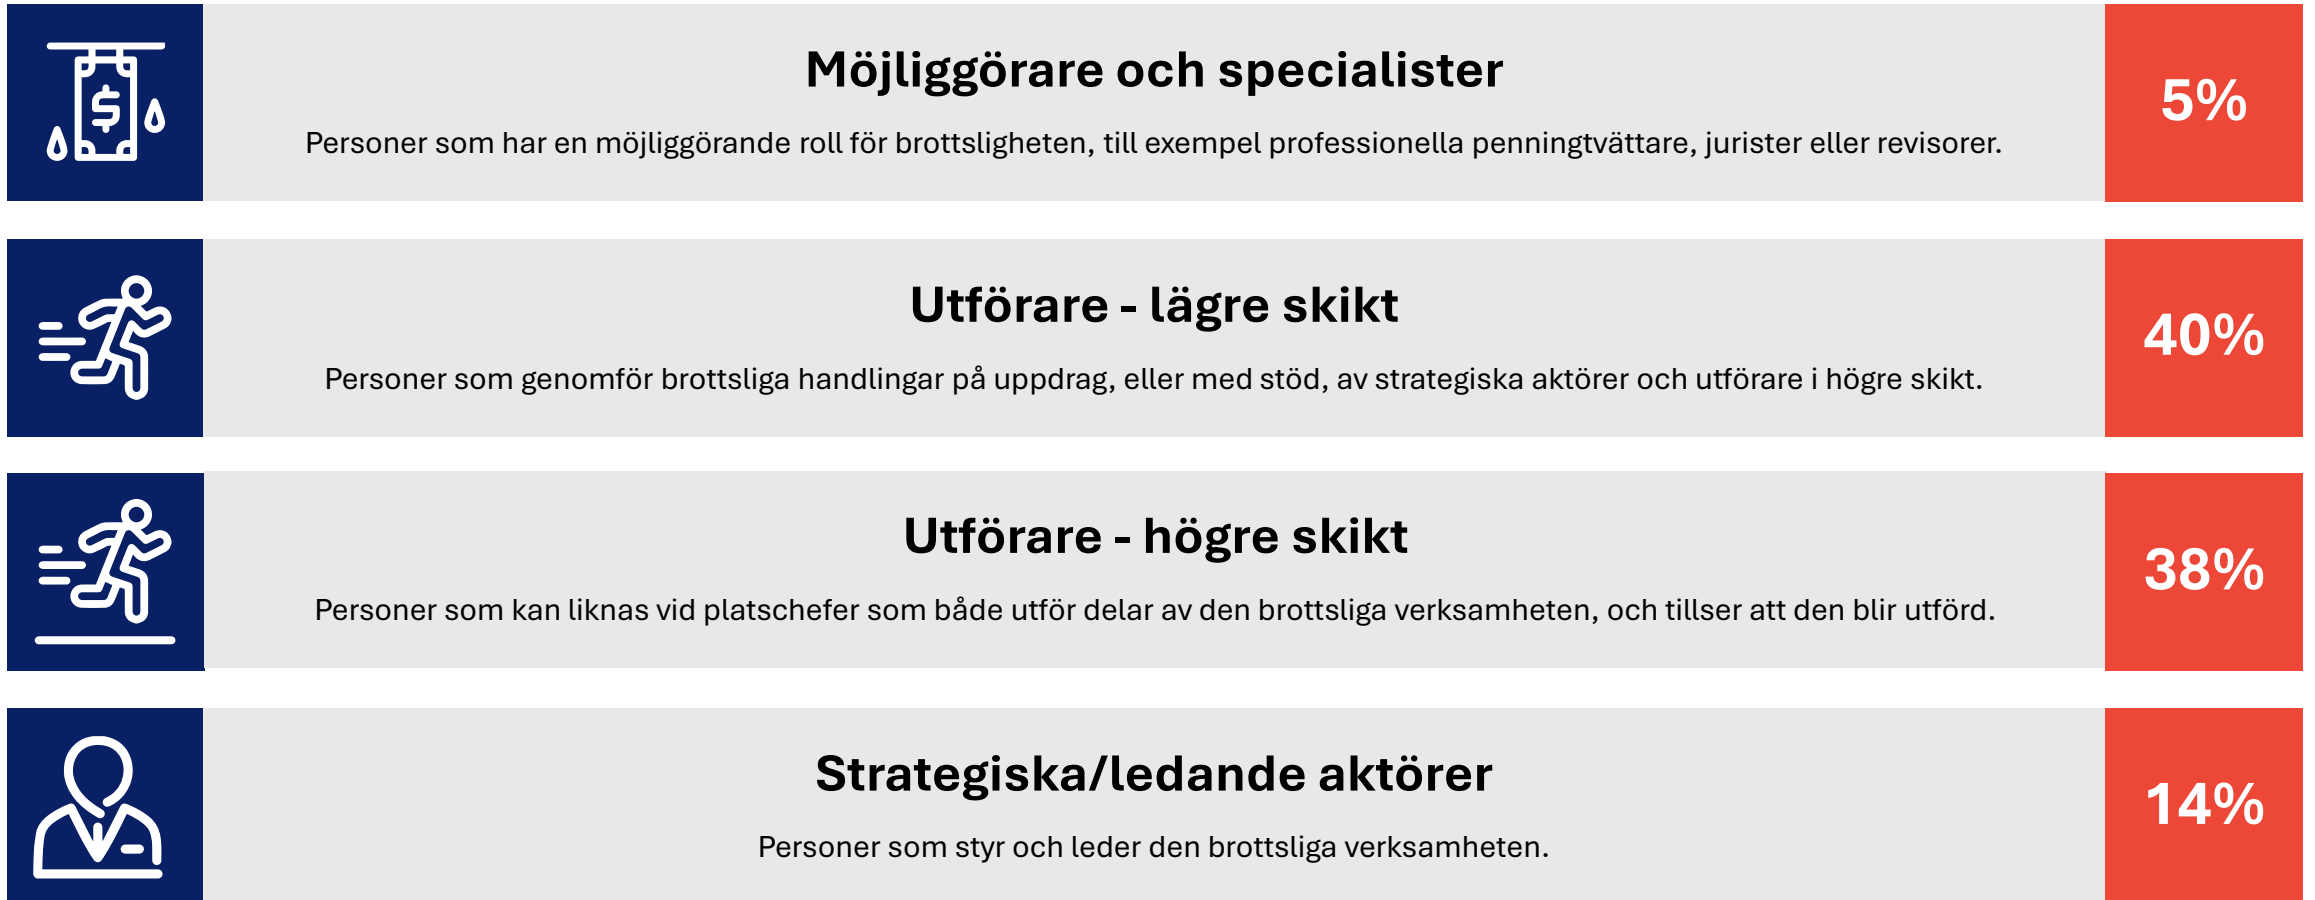 Möjliggörare och specialister
Personer som har en möjliggörande roll för brottsligheten, till exempel professionella penningtvättare, jurister eller revisorer.
5%
Utförare - lägre skikt
Personer som genomför brottsliga handlingar på uppdrag, eller med stöd, av strategiska aktörer och utförare i högre skikt.
40%
Utförare - högre skikt
Personer som kan liknas vid platschefer som både utför delar av den brottsliga verksamheten, och tillser att den blir utförd.
38%
Strategiska/ledande aktörer
Personer som styr och leder den brottsliga verksamheten.
14%